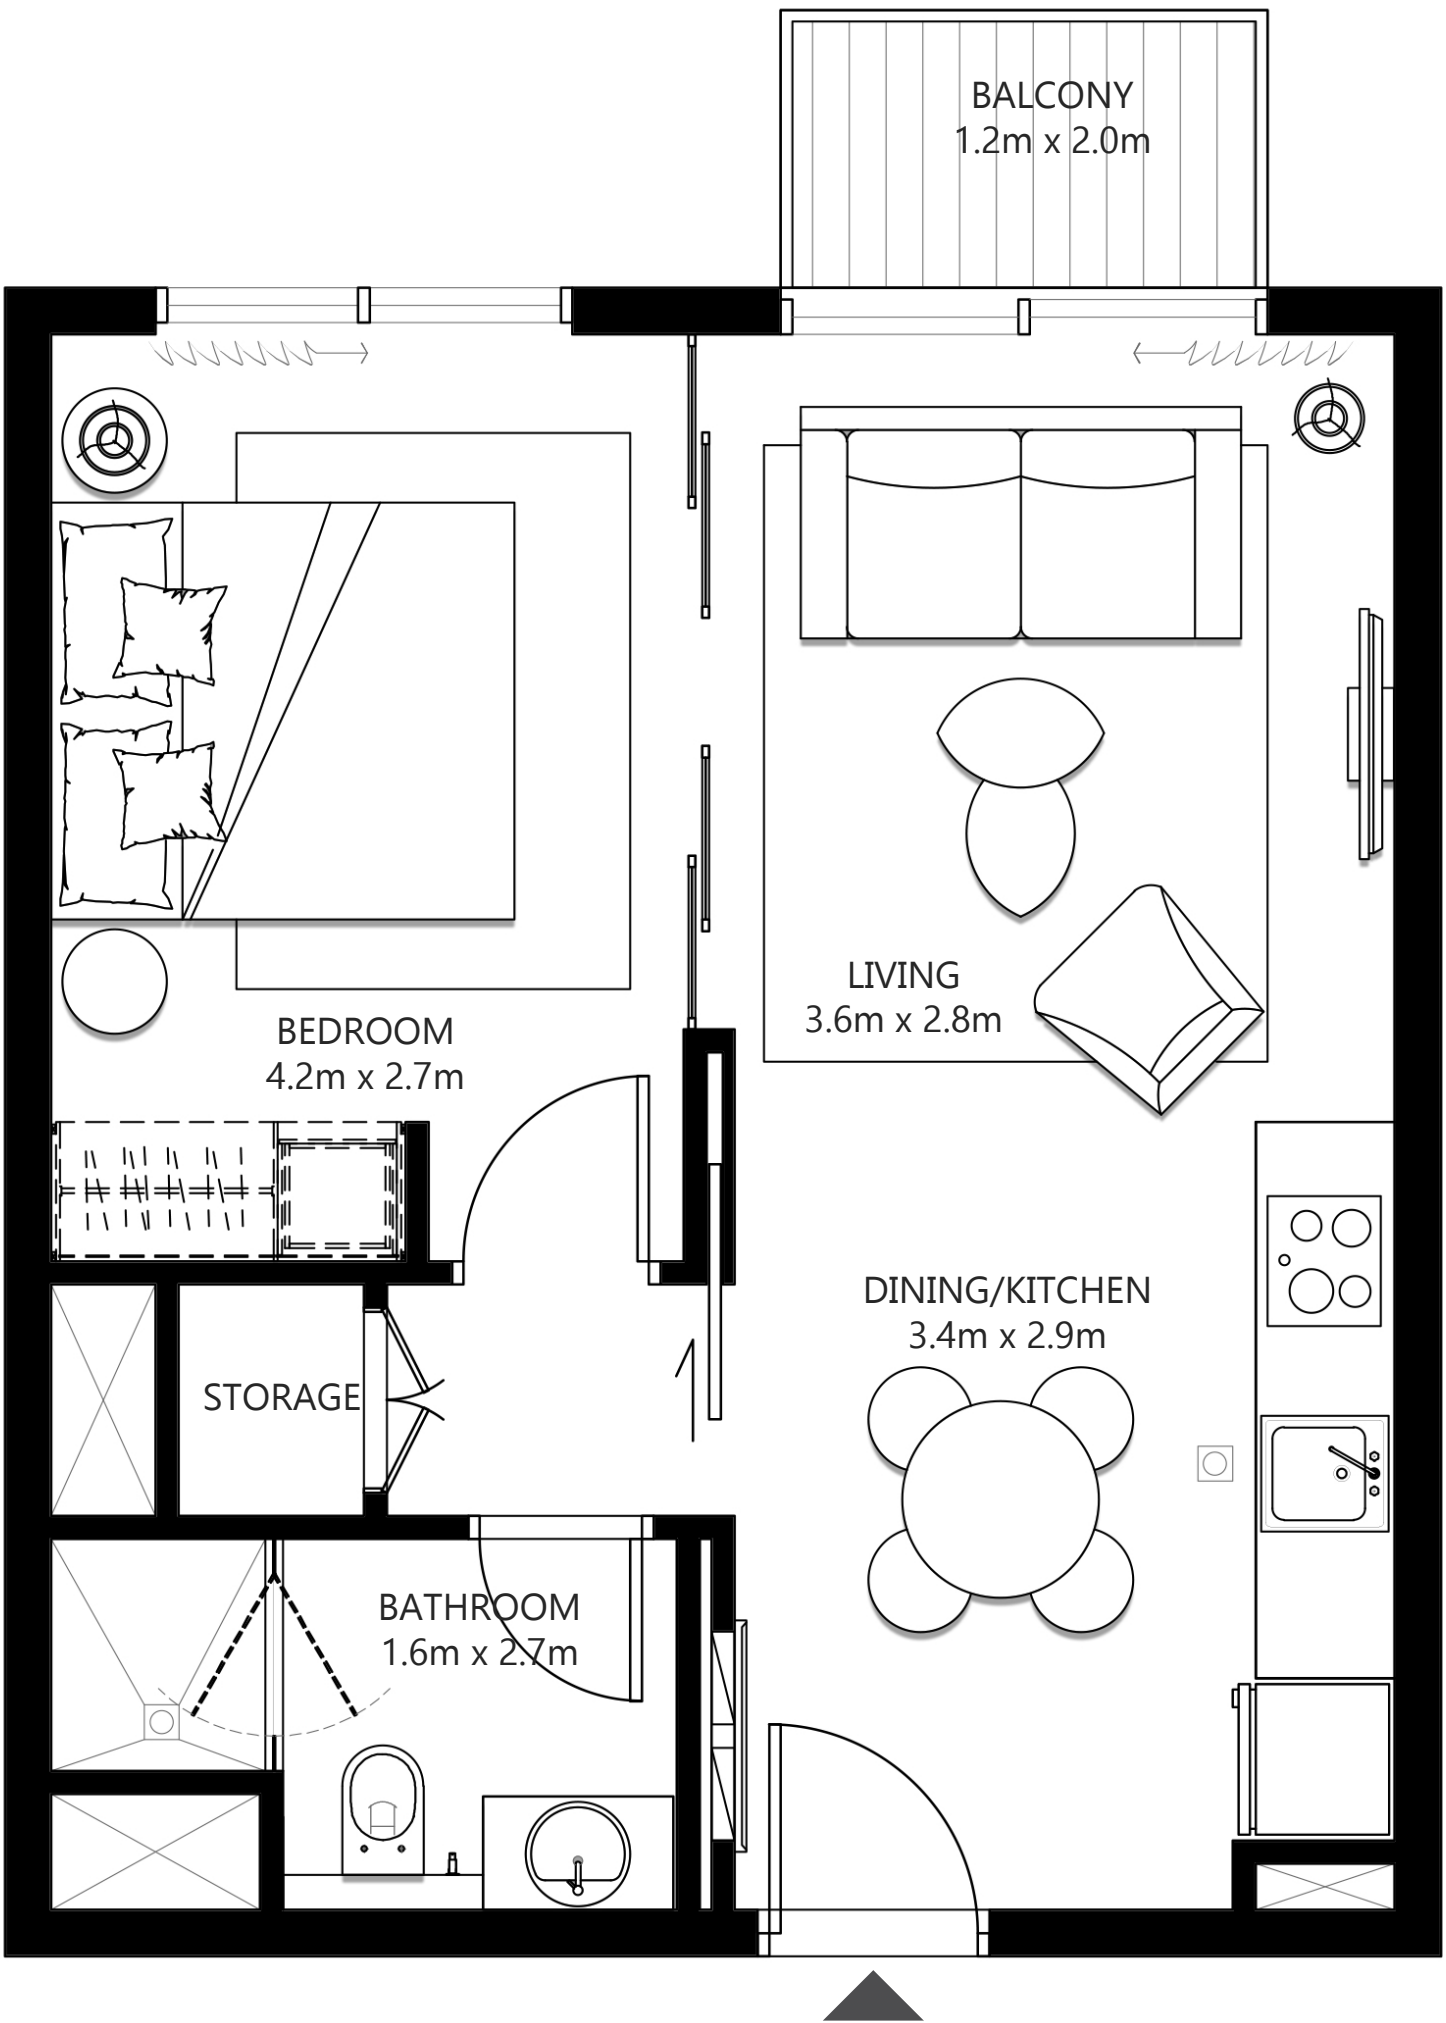 BALCONY
1.2m x 2.0m
LIVING
3.6m x 2.8m
BEDROOM
4.2m x 2.7m
DINING/KITCHEN
3.4m x 2.9m
STORAGE
BATHROOM
1.6m x 2.7m